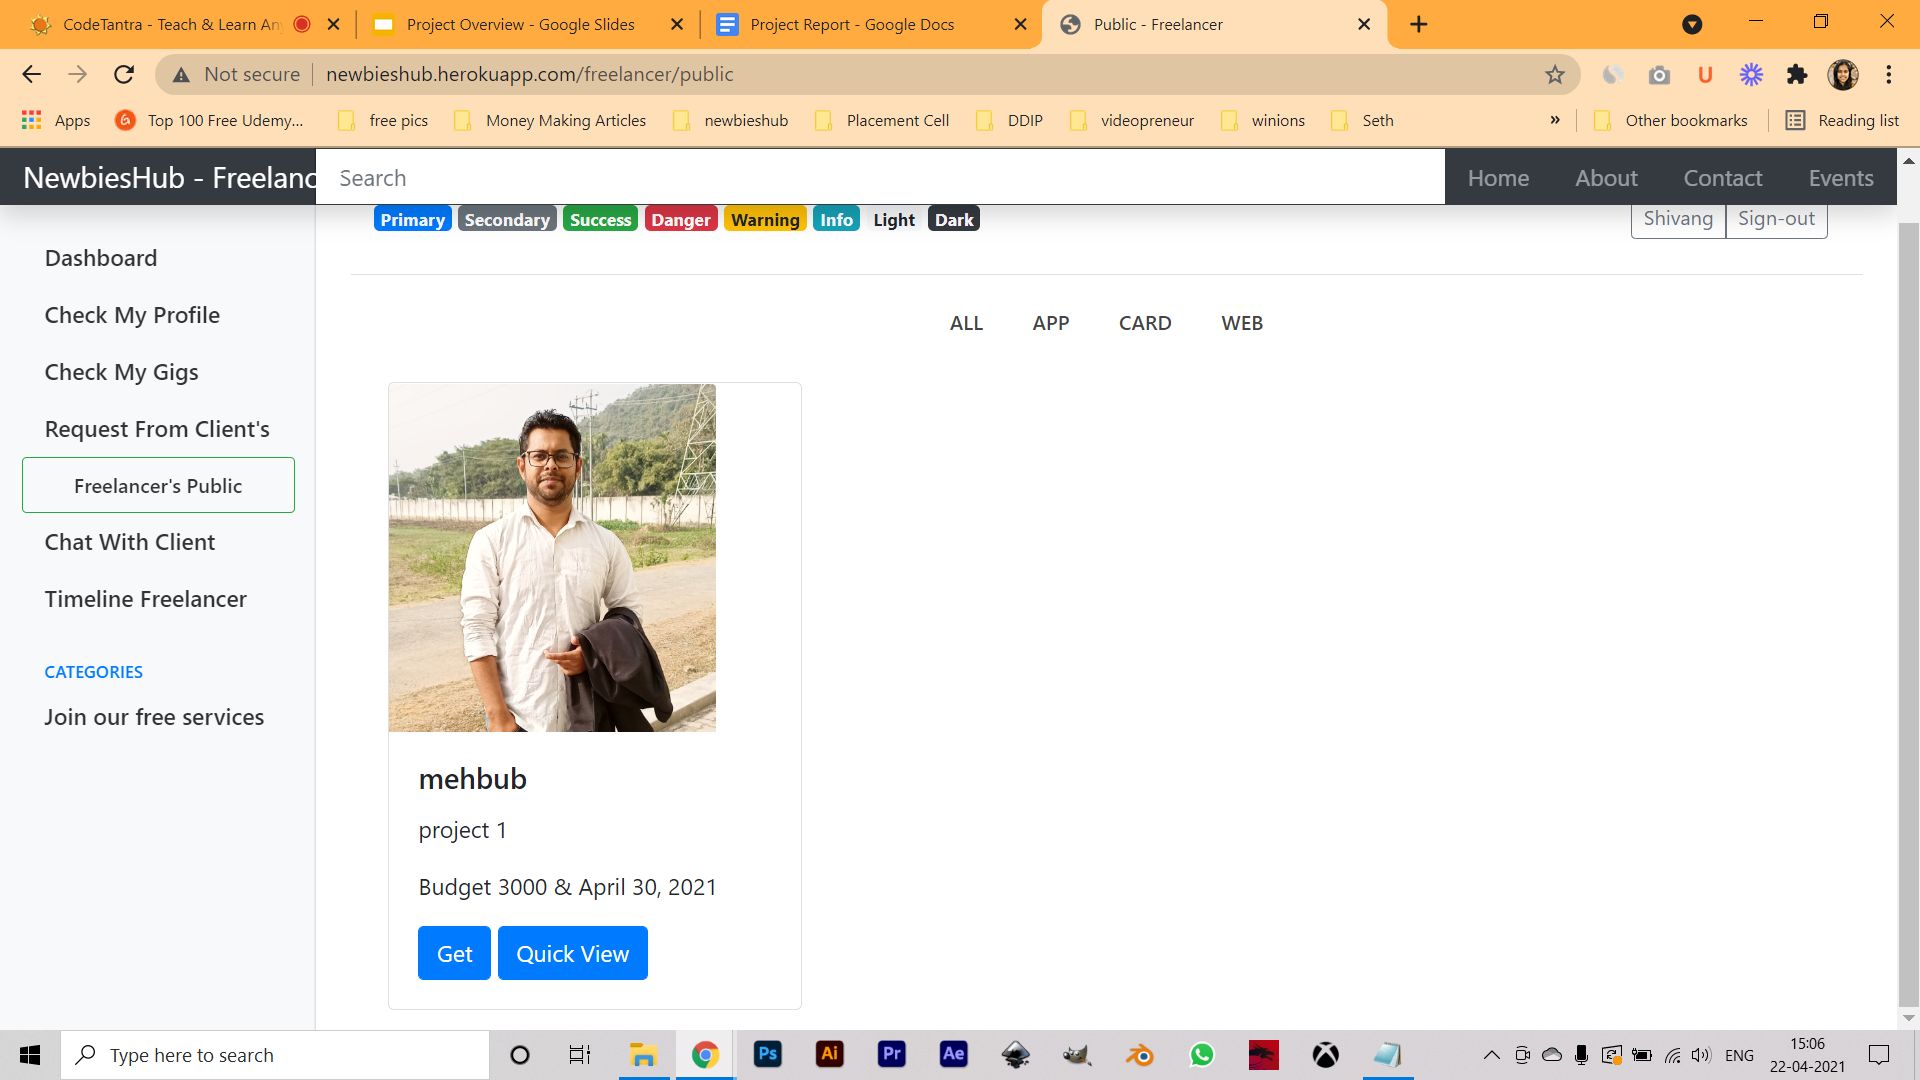 CodeTantra - Teach & Learn An
Project Overview - Google Slides
Project Report - Google Docs
Public - Freelancer
Not secure
newbieshub.herokuapp.com/freelancer/public
U
Apps
Top 100 Free Udemy...
free pics
Money Making Articles
newbieshub
Placement Cell
DDIP
videopreneur
winions
Seth
»
Other bookmarks
Reading list
NewbiesHub - Freelanc
Search
Home
About
Contact
Events
Primary
Secondary
Success
Danger
Warning
Info
Light
Dark
Shivang
Sign-out
Dashboard
Check My Profile
Check My Gigs
Request From Client's
Freelancer's Public
Chat With Client
Timeline Freelancer
CATEGORIES
Join our free services
ALL
APP
CARD
WEB
mehbub
project 1
Budget 3000 & April 30, 2021
Get
Quick View
Type here to search
Ps
Ai
Pr
Ae
ENG
15:06
22-04-2021